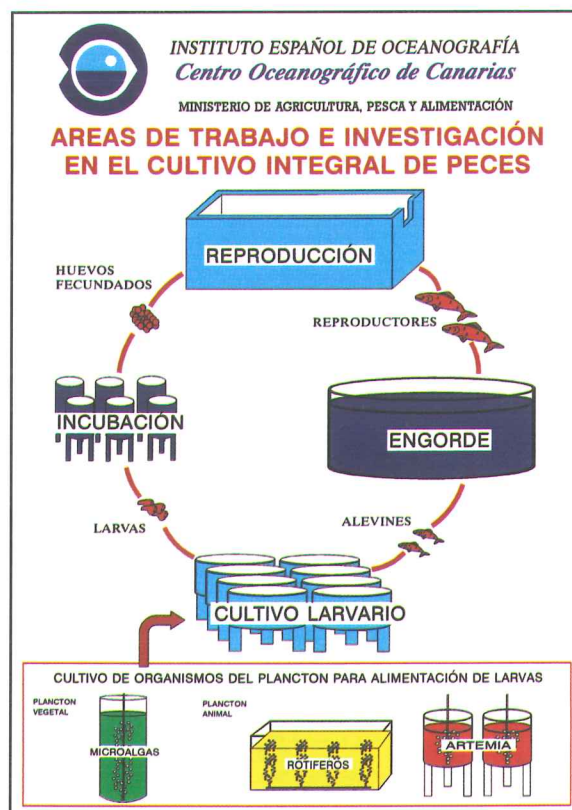 INSTITUTO ESPAÑOL DE OCEANOGRAFÍA
Centro Oceanográfico de Canarias
MINISTERIO DE AGRICULTURA, PESCA Y ALIMENTACIÓN
AREAS DE TRABAJO E INVESTIGACIÓN
EN EL CULTIVO INTEGRAL DE PECES
REPRODUCCIÓN
HUEVOS
FECUNDADOS
REPRODUCTORES
INCUBACIÓN
ENGORDE
LARVAS
ALEVINES
CULTIVO LARVARIO
CULTIVO DE ORGANISMOS DEL PLANCTON PARA ALIMENTACIÓN DE LARVAS
PLANCTON
VEGETAL
MICROALGAS
PLANCTON
ANIMAL
ROTIFEROS
ARTEMIA